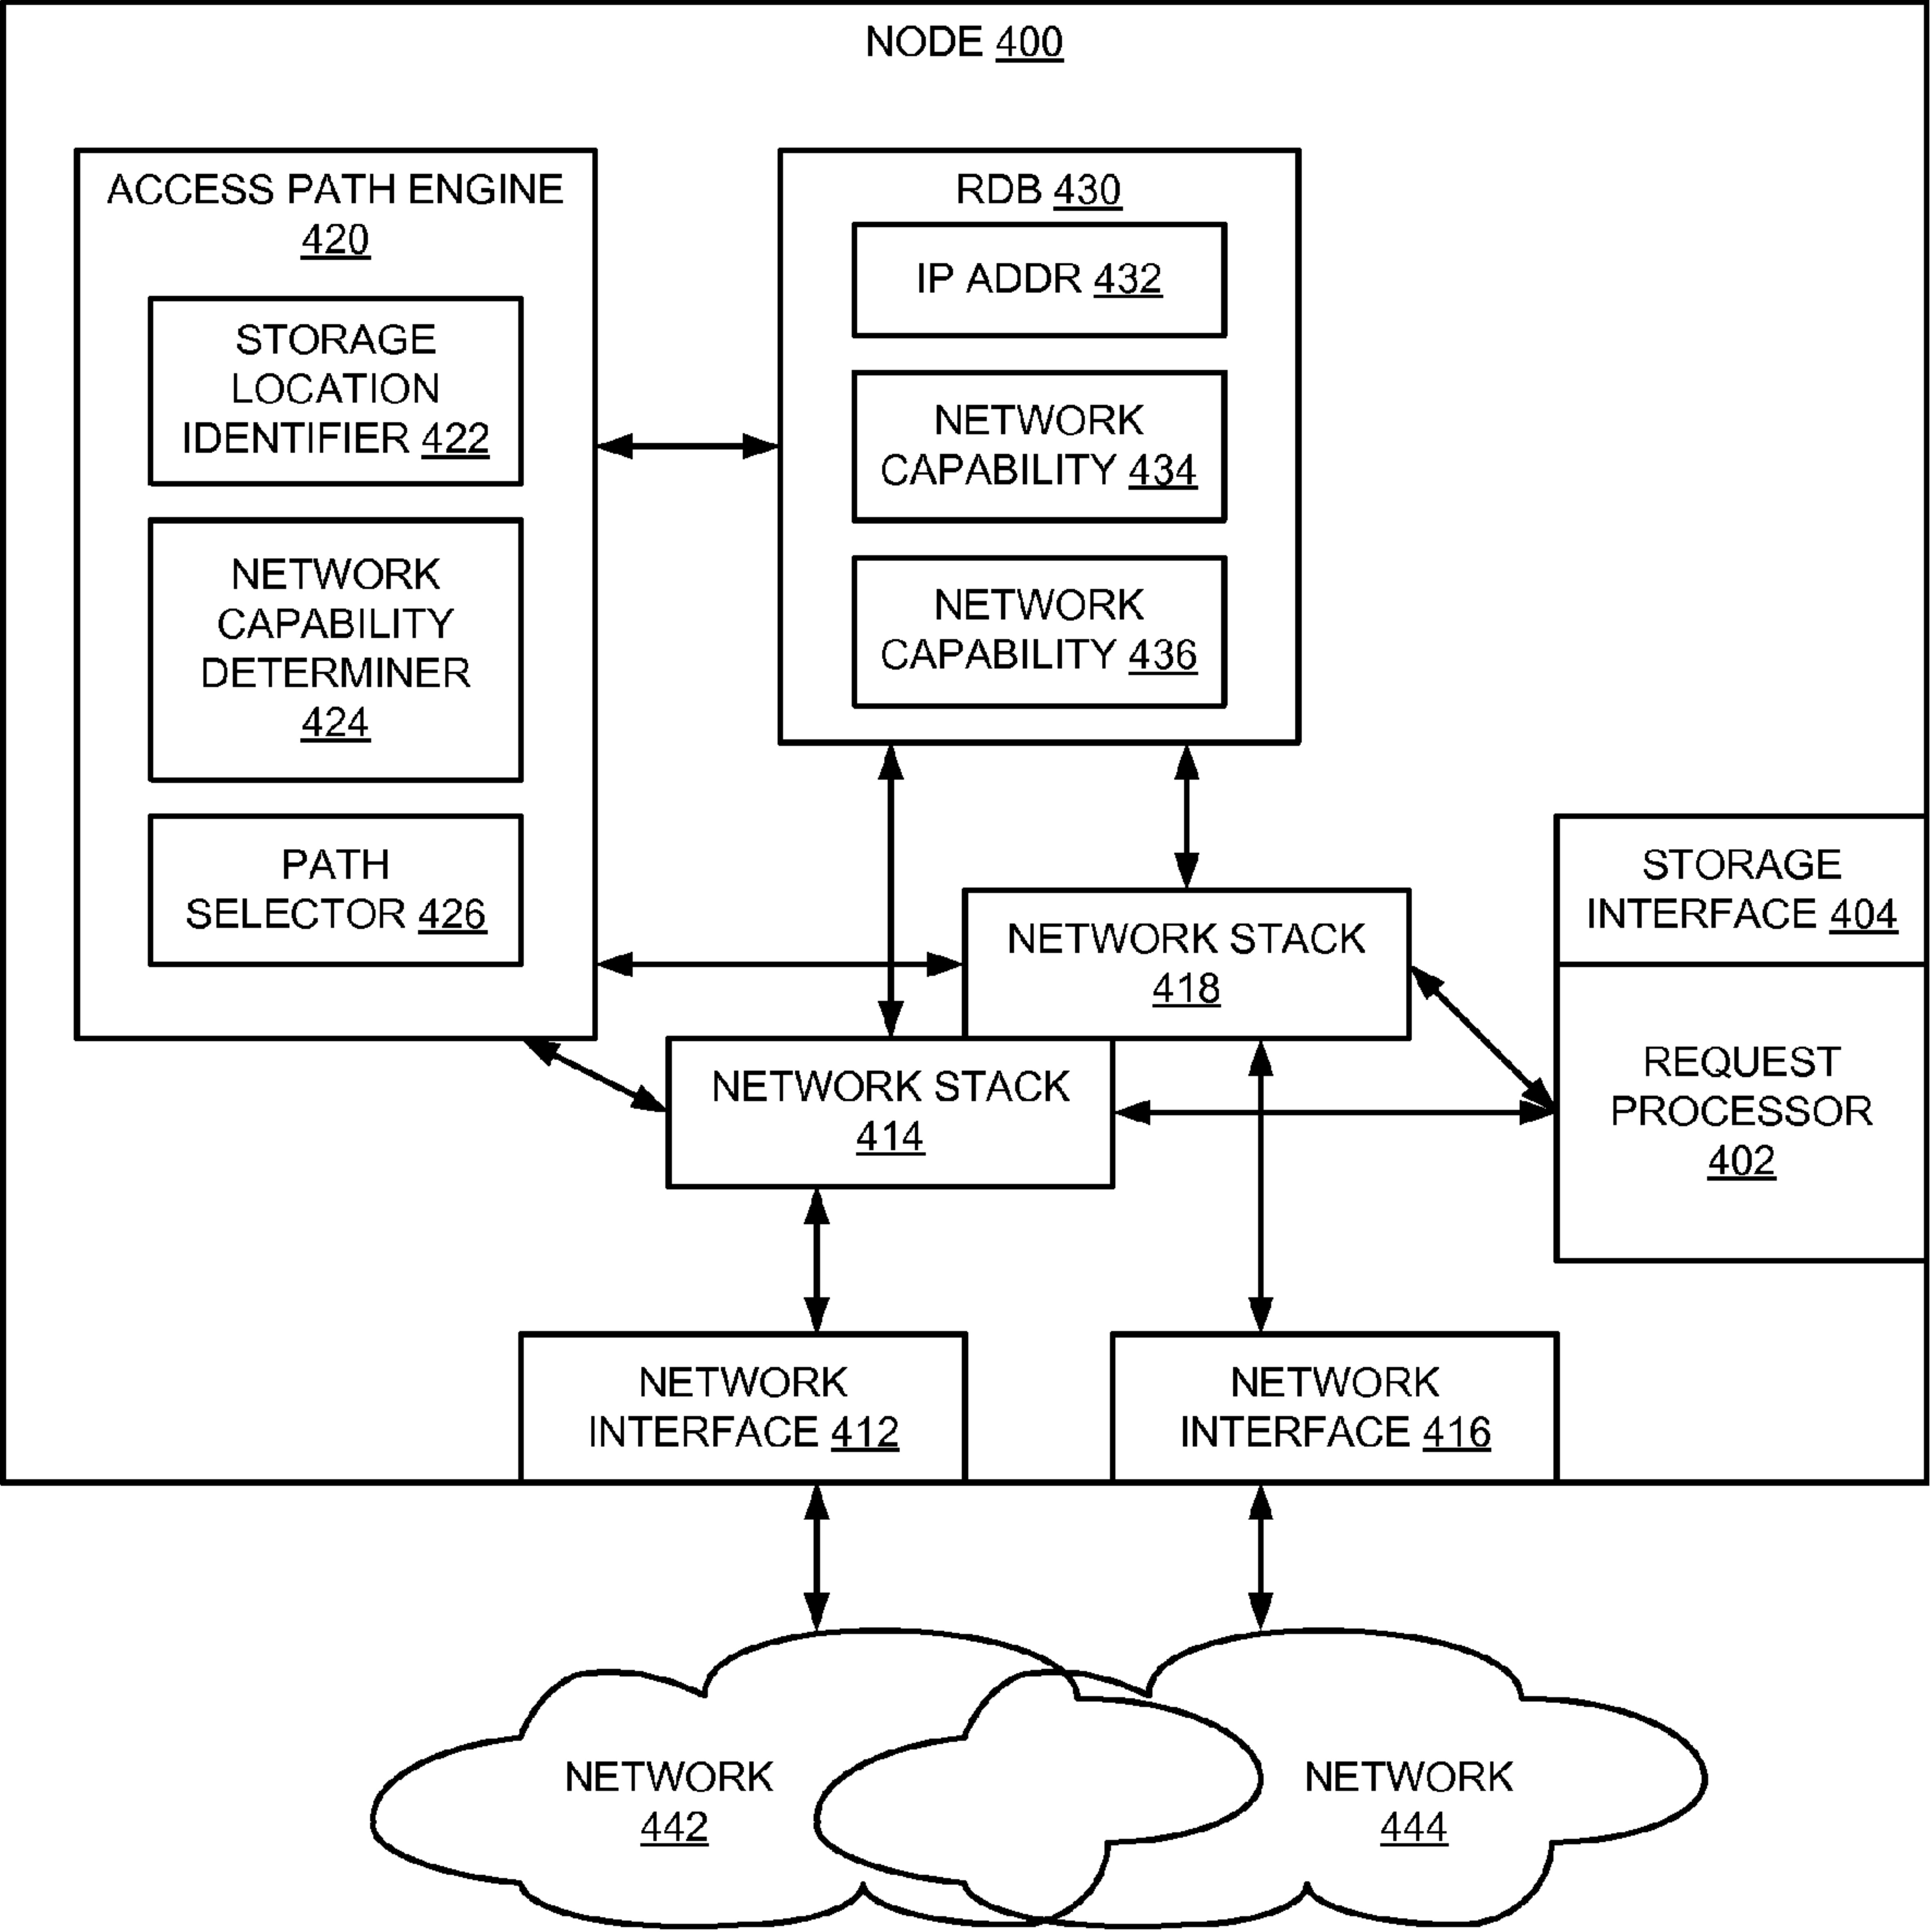 NODE 400
ACCESS PATH ENGINE
420
STORAGE
LOCATION
IDENTIFIER 422
NETWORK
CAPABILITY
DETERMINER
424
PATH
SELECTOR 426
RDB 430
IP ADDR 432
NETWORK
CAPABILITY 434
NETWORK
CAPABILITY 436
NETWORK STACK
418
NETWORK STACK
414
STORAGE
INTERFACE 404
REQUEST
PROCESSOR
402
NETWORK
INTERFACE 412
NETWORK
INTERFACE 416
NETWORK
442
NETWORK
444